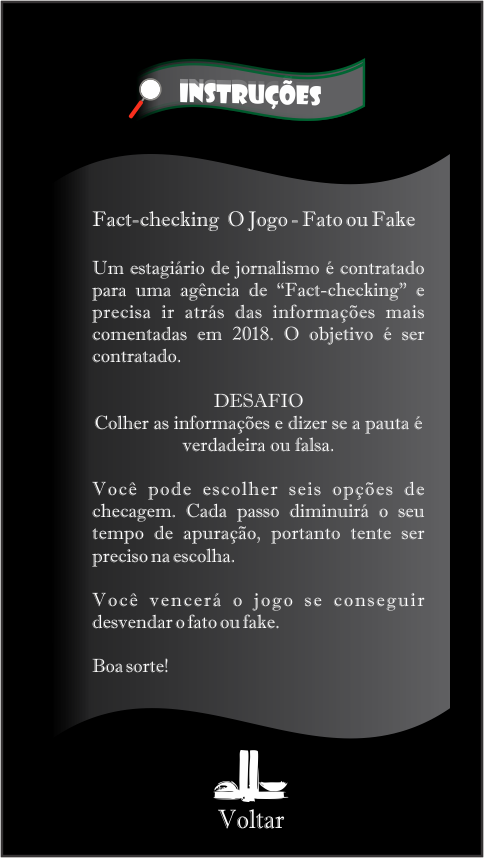 INSTRUÇÕES
Fact-checking O Jogo - Fato ou Fake
Um estagiário de jornalismo é contratado
para uma agência de “Fact-checking” e
precisa ir atrás das informações mais
comentadas em 2018. O objetivo é ser
contratado.
DESAFIO
Colher as informações e dizer se a pauta é
verdadeira ou falsa.
Você pode escolher seis opções de
checagem. Cada passo diminuirá o seu
tempo de apuração, portanto tente ser
preciso na escolha.
Você vencerá o jogo se conseguir
desvendar o fato ou fake.
Boa sorte!
Voltar